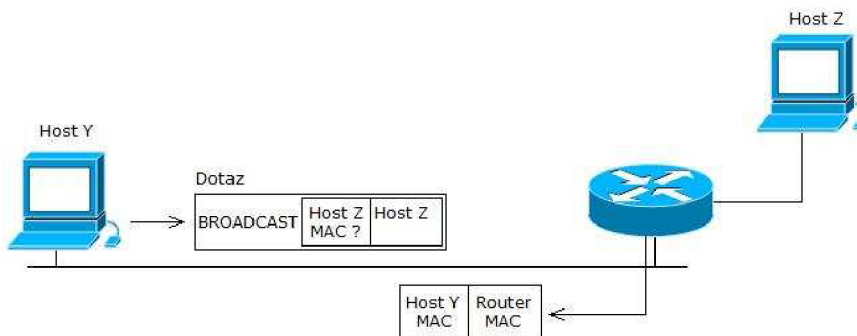 Host Z
Host Y
Dotaz
BROADCAST
Host Z
MAC ?
Host Z
Host Y
MAC
Router
MAC